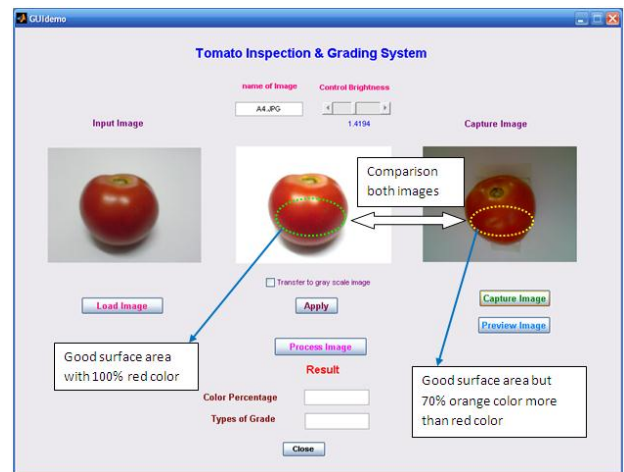 GUIdemo
Tomato Inspection & Grading System
name of Image
Control Brightness
A4.JPG
1.4194
Input Image
Capture Image
Comparison
both images
Transfer to gray scale image
Load Image
Apply
Capture Image
Preview Image
Process Image
Good surface area
with 100% red color
Result
Good surface area but
70% orange color more
than red color
Color Percentage
Types of Grade
Close